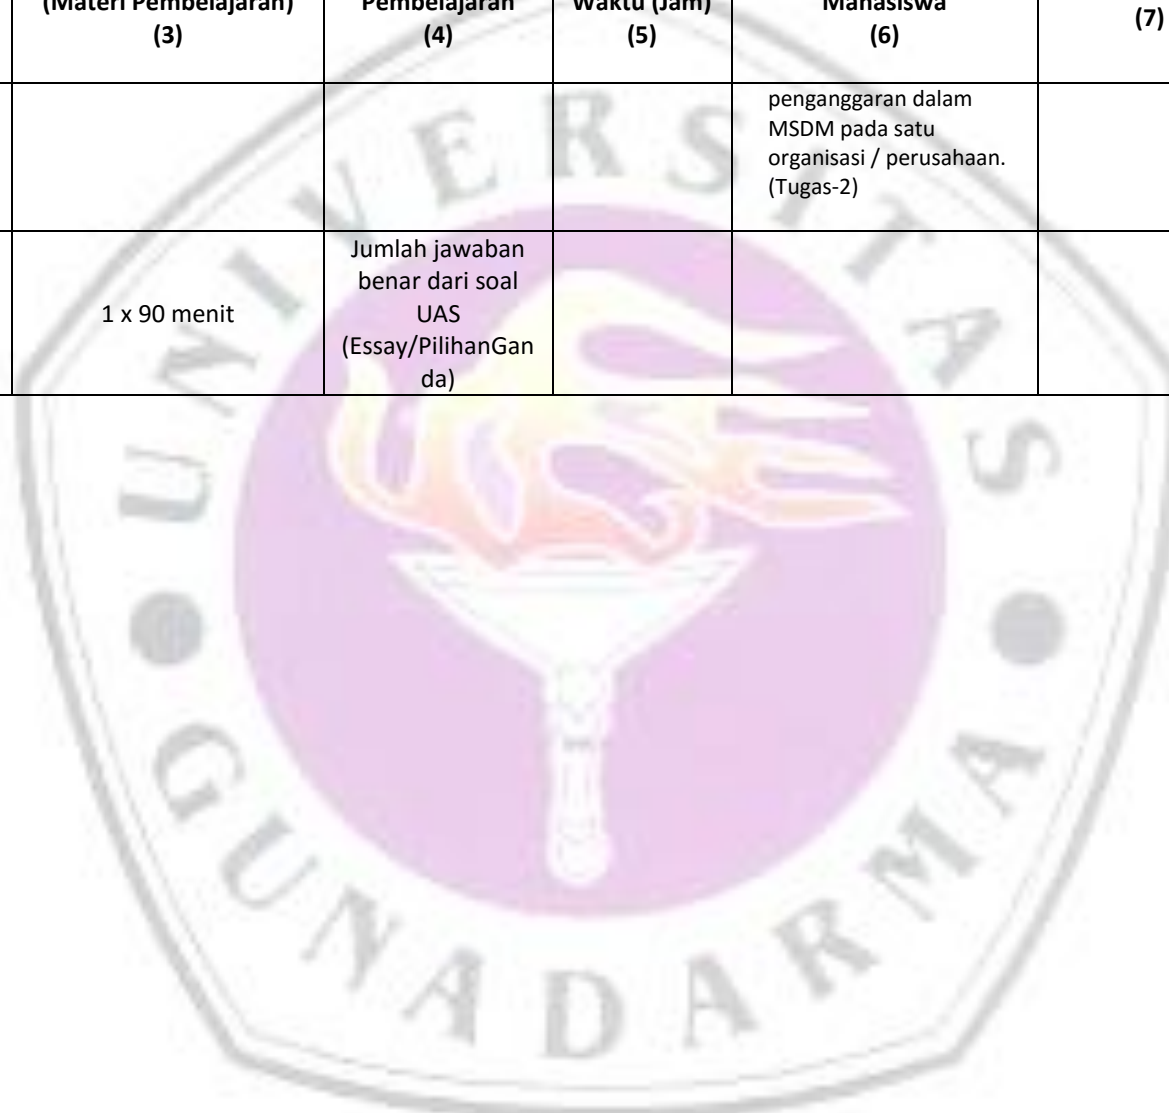 (Materi Pembelajaran)
(3)
Pembelajaran
(4)
Waktu (Jam)
(5)
Mahasiswa
(6)
(7)
penganggaran dalam
MSDM pada satu
organisasi / perusahaan.
(Tugas-2)
1 x 90 menit
Jumlah jawaban
benar dari soal
UAS
(Essay/PilihanGan
da)
UNIVERSITAS
GUNADARMA